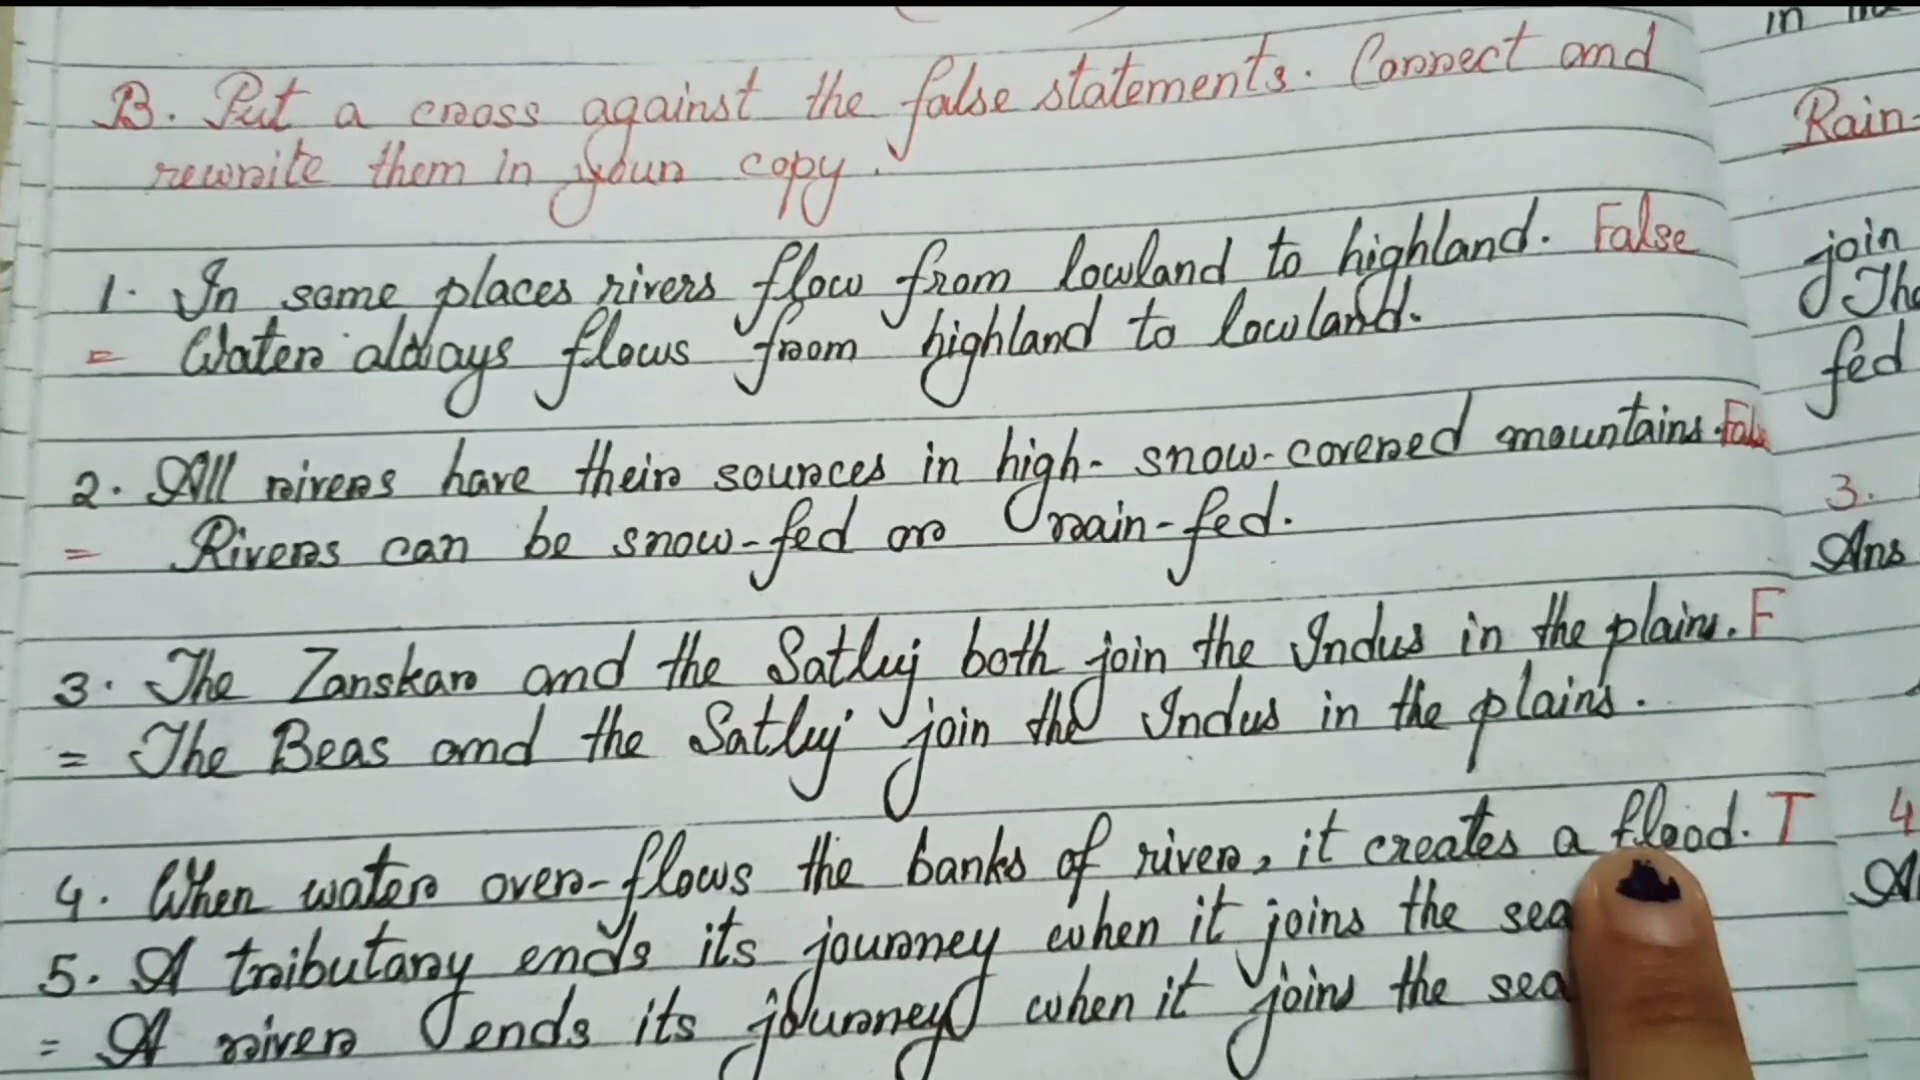 B. Put a cross against the false statements. Connect and
rewrite them in your copy.
1. In some places rivers flow from lowland to highland. False
= Water always flows from highland to lowland.
2. All rivers have their sources in high-snow-covered mountains. False
= Rivers can be snow-fed or rain-fed.
3. The Zanskar and the Satluj both join the Indus in the plains. F
= The Beas and the Satluj join the Indus in the plains.
4. When water over-flows the banks of river, it creates a flood. T
5. A tributary ends its journey when it joins the sea
= A river ends its journey when it joins the sea
in
Rain-
join
The
fed
3.
Ans
4